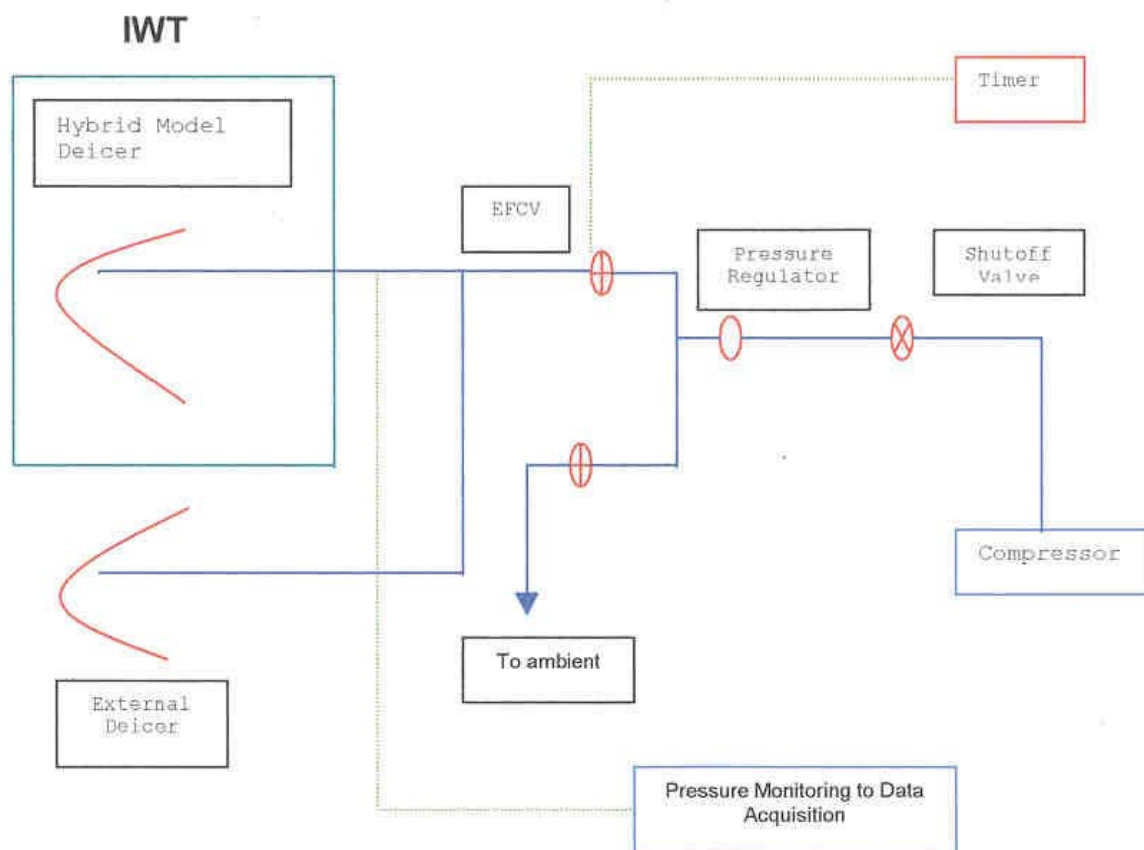 IWT
Timer
Hybrid Model
Deicer
EFCV
Pressure
Regulator
Shutoff
Valve
Compressor
To ambient
External
Deicer
Pressure Monitoring to Data
Acquisition